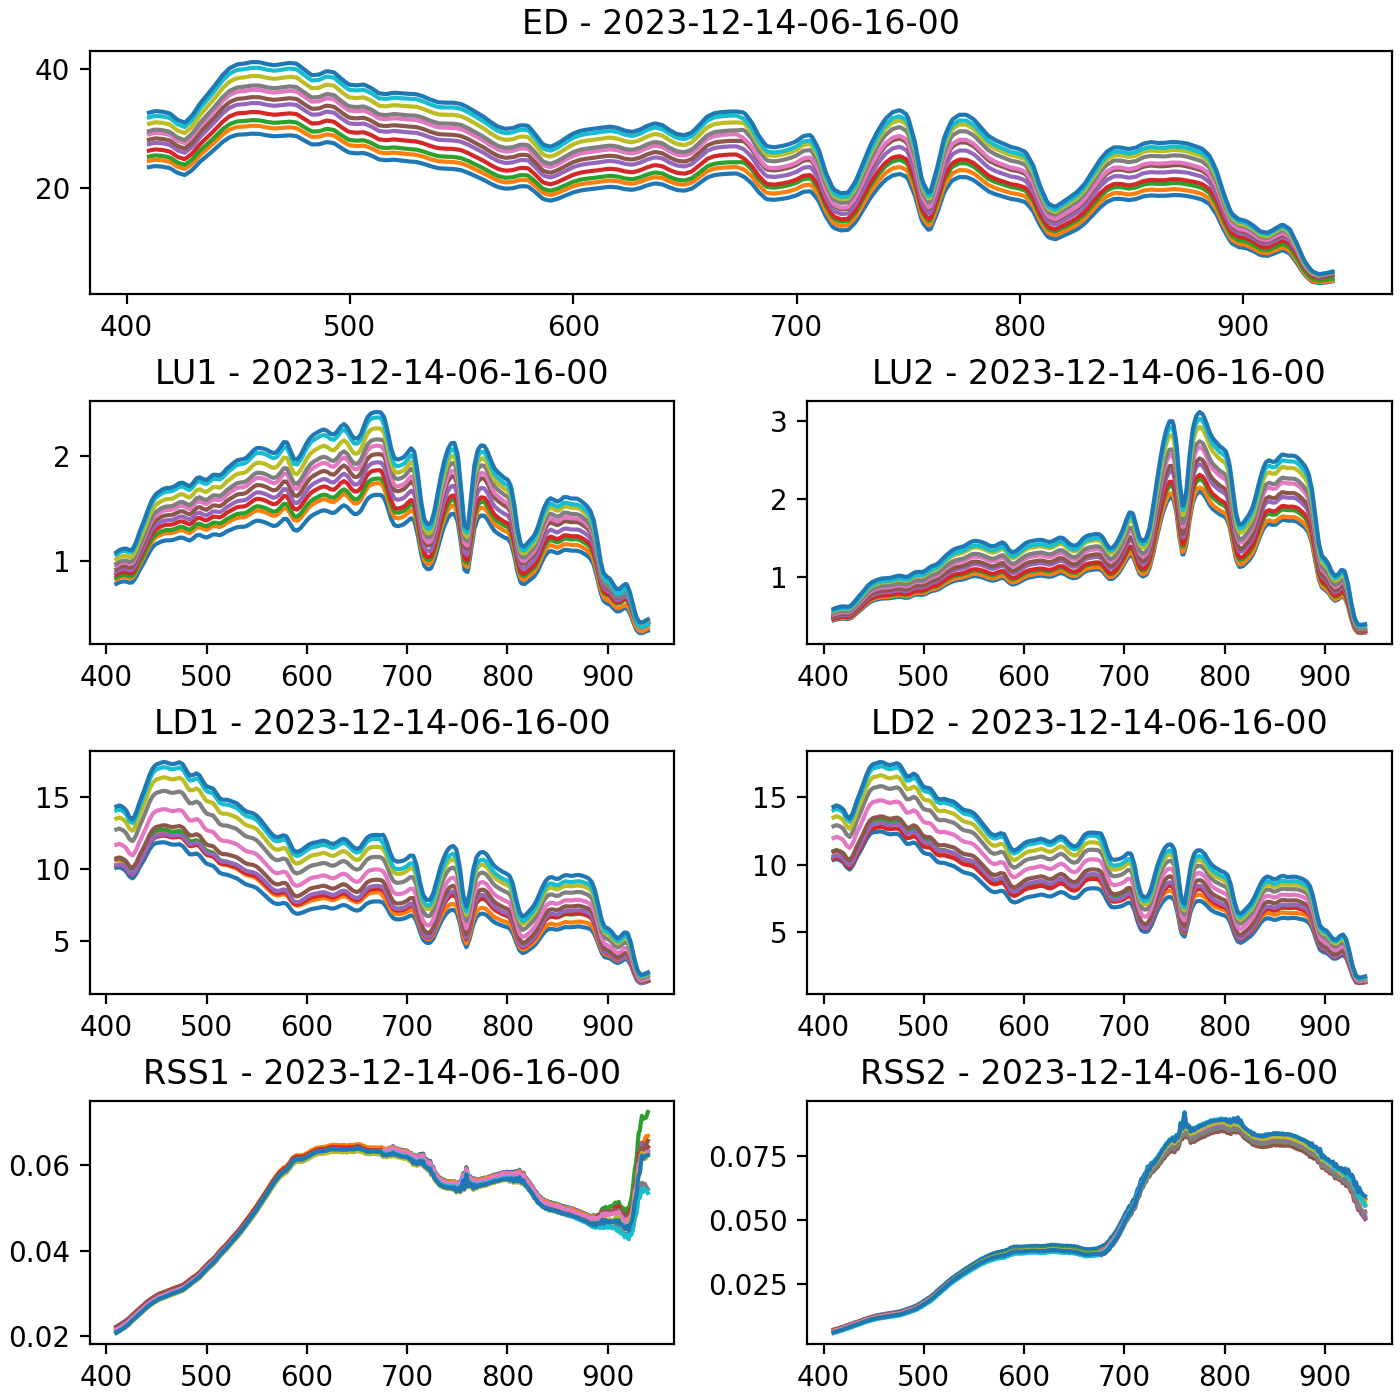 ED - 2023-12-14-06-16-00
40
20
400 500 600 700 800 900
LU1 - 2023-12-14-06-16-00
2
1
400 500 600 700 800 900
LU2 - 2023-12-14-06-16-00
3
2
1
400 500 600 700 800 900
LD1 - 2023-12-14-06-16-00
15
10
5
400 500 600 700 800 900
LD2 - 2023-12-14-06-16-00
15
10
5
400 500 600 700 800 900
RSS1 - 2023-12-14-06-16-00
0.06
0.04
0.02
400 500 600 700 800 900
RSS2 - 2023-12-14-06-16-00
0.075
0.050
0.025
400 500 600 700 800 900